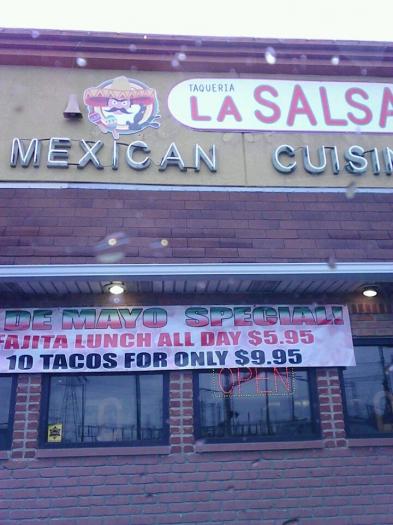 TAQUERIA
LA SALSA
MEXICAN CUISIN
DE MAYO SPECIAL!
FAJITA LUNCH ALL DAY $5.95
10 TACOS FOR ONLY $9.95
OPEN